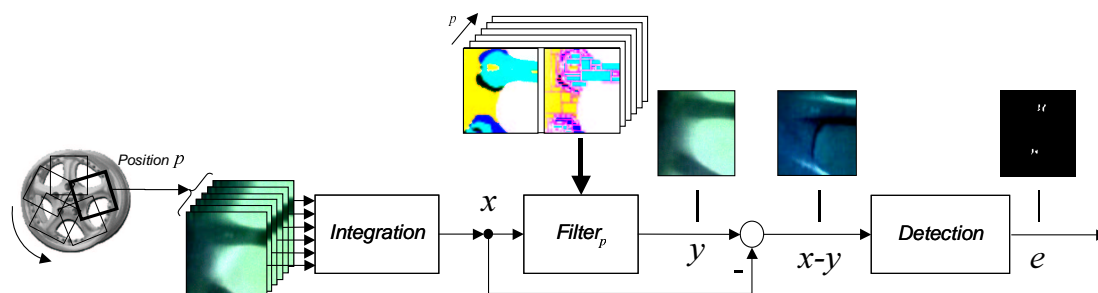 p
Position p
Integration
x
Filterp
y
-
x-y
Detection
e